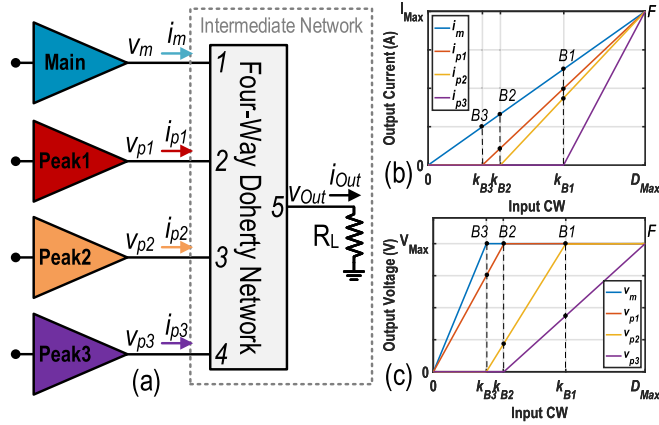 Intermediate Network
Main
v_m
i_m
1
Peak1
v_p1
i_p1
2
Peak2
v_p2
i_p2
3
Peak3
v_p3
i_p3
4
(a)
Four-Way
Doherty Network
5
v_Out
i_Out
R_L
I_Max
F
Output Current (A)
i_m
i_p1
i_p2
i_p3
B3
B2
B1
(b)
0
k_B3
k_B2
k_B1
D_Max
Input CW
V_Max
B3
B2
B1
F
Output Voltage (V)
v_m
v_p1
v_p2
v_p3
(c)
0
k_B3
k_B2
k_B1
D_Max
Input CW